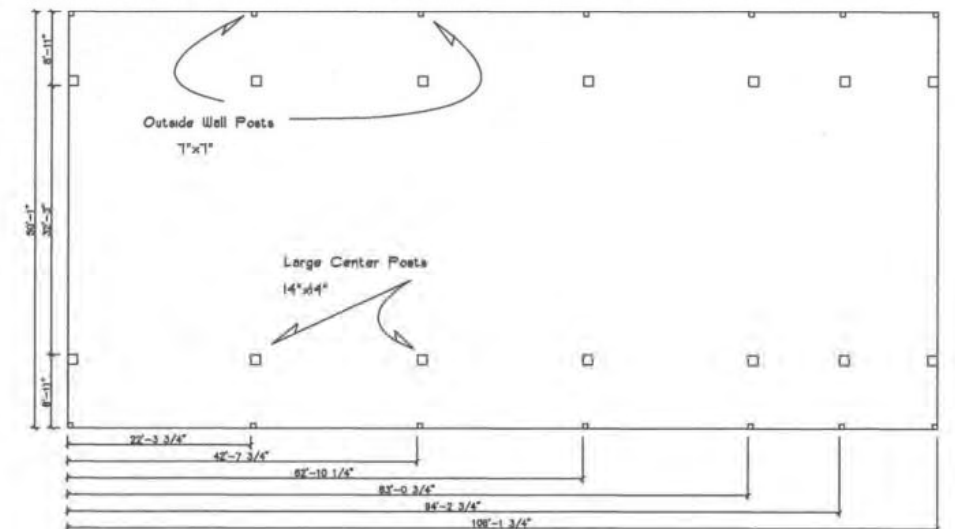 8'-11"
Outside Wall Posts
7"x7"
50'-1"
32'-3"
Large Center Posts
14"x14"
8'-11"
22'-3 3/4"
42'-7 3/4"
62'-10 1/4"
83'-0 3/4"
94'-2 3/4"
106'-1 3/4"